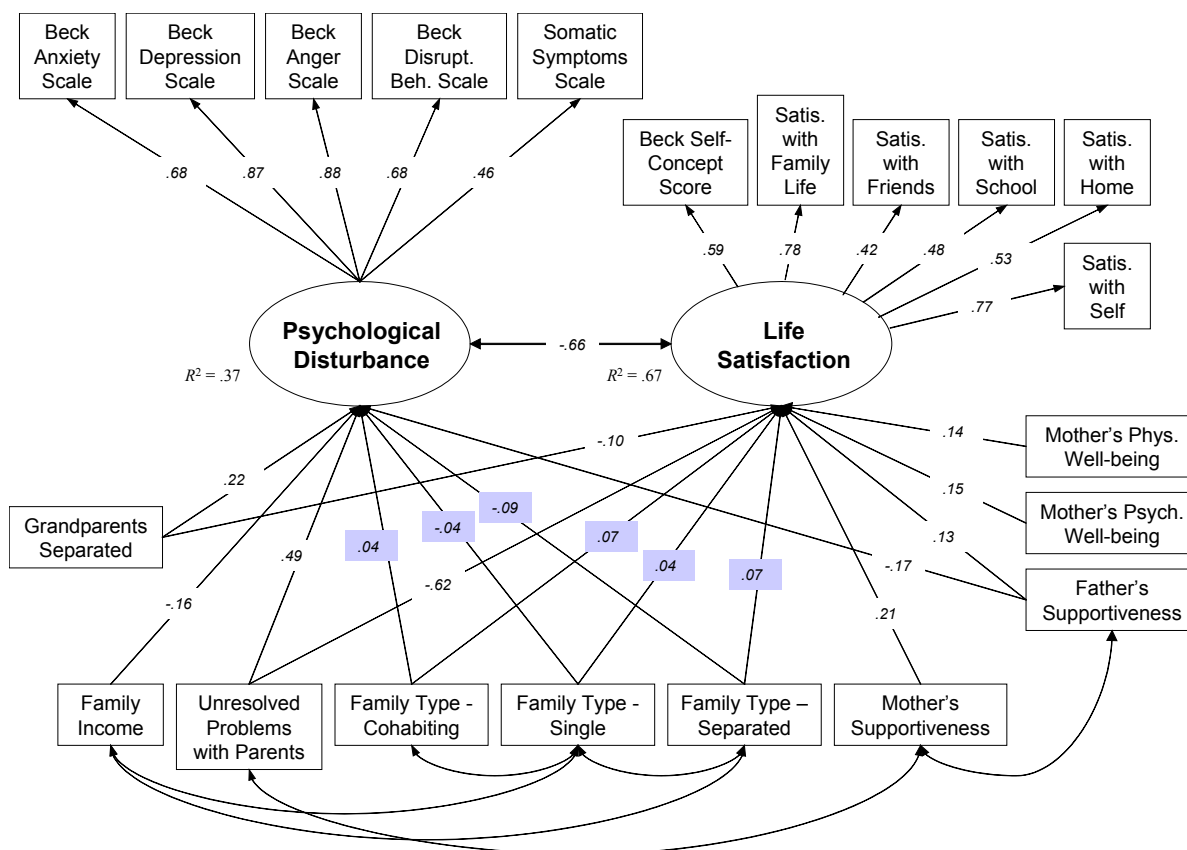 Beck
Anxiety
Scale
Beck
Depression
Scale
Beck
Anger
Scale
Beck
Disrupt.
Beh. Scale
Somatic
Symptoms
Scale
Beck Self-
Concept
Score
Satis.
with
Family
Life
Satis.
with
Friends
Satis.
with
School
Satis.
with
Home
Satis.
with
Self
.68
.87
.88
.68
.46
.59
.78
.42
.48
.53
.77
Psychological
Disturbance
R² = .37
-.66
Life
Satisfaction
R² = .67
.22
-.10
.14
.15
.13
-.17
-.16
.49
.04
-.04
-.09
-.62
.07
.04
.07
.21
Grandparents
Separated
Mother's Phys.
Well-being
Mother's Psych.
Well-being
Father's
Supportiveness
Family
Income
Unresolved
Problems
with Parents
Family Type -
Cohabiting
Family Type -
Single
Family Type –
Separated
Mother's
Supportiveness